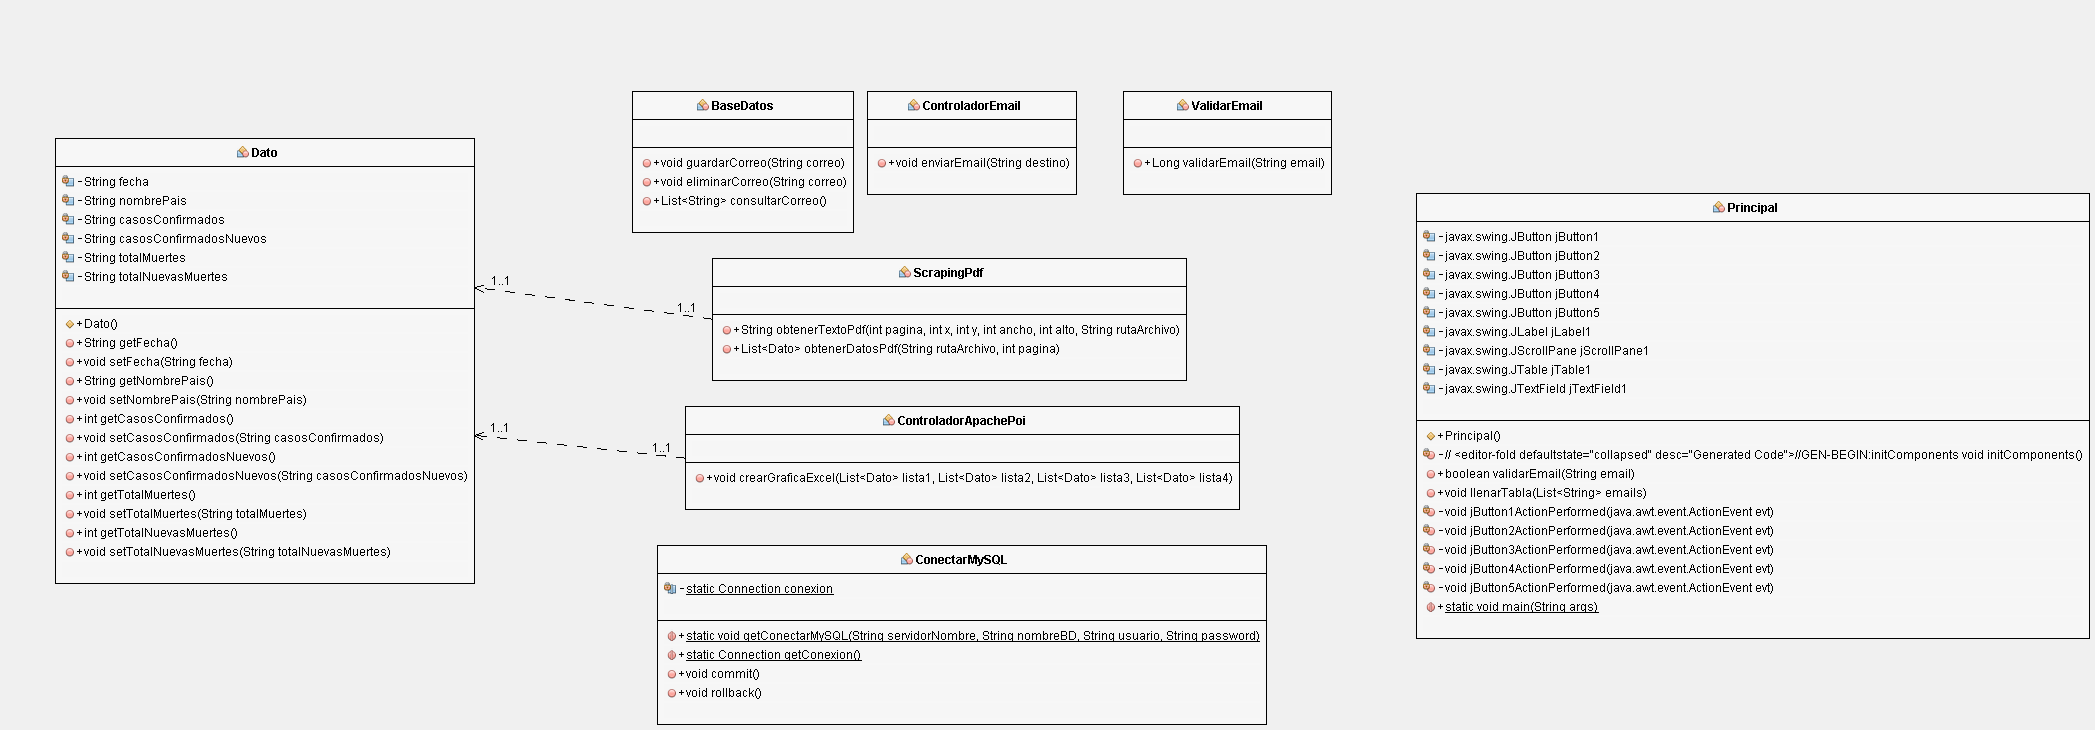 Dato
-String fecha
-String nombrePais
-String casosConfirmados
-String casosConfirmadosNuevos
-String totalMuertes
-String totalNuevasMuertes
+Dato()
+String getFecha()
+void setFecha(String fecha)
+String getNombrePais()
+void setNombrePais(String nombrePais)
+int getCasosConfirmados()
+void setCasosConfirmados(String casosConfirmados)
+int getCasosConfirmadosNuevos()
+void setCasosConfirmadosNuevos(String casosConfirmadosNuevos)
+int getTotalMuertes()
+void setTotalMuertes(String totalMuertes)
+int getTotalNuevasMuertes()
+void setTotalNuevasMuertes(String totalNuevasMuertes)
BaseDatos
+void guardarCorreo(String correo)
+void eliminarCorreo(String correo)
+List<String> consultarCorreo()
ControladorEmail
+void enviarEmail(String destino)
ValidarEmail
+Long validarEmail(String email)
1..1
1..1
ScrapingPdf
+String obtenerTextoPdf(int pagina, int x, int y, int ancho, int alto, String rutaArchivo)
+List<Dato> obtenerDatosPdf(String rutaArchivo, int pagina)
1..1
1..1
ControladorApachePoi
+void crearGraficaExcel(List<Dato> lista1, List<Dato> lista2, List<Dato> lista3, List<Dato> lista4)
ConectarMySQL
-static Connection conexion
+static void getConectarMySQL(String servidorNombre, String nombreBD, String usuario, String password)
+static Connection getConexion()
+void commit()
+void rollback()
Principal
-javax.swing.JButton jButton1
-javax.swing.JButton jButton2
-javax.swing.JButton jButton3
-javax.swing.JButton jButton4
-javax.swing.JButton jButton5
-javax.swing.JLabel jLabel1
-javax.swing.JScrollPane jScrollPane1
-javax.swing.JTable jTable1
-javax.swing.JTextField jTextField1
+Principal()
-// <editor-fold defaultstate="collapsed" desc="Generated Code">//GEN-BEGIN:initComponents void initComponents()
+boolean validarEmail(String email)
+void llenarTabla(List<String> emails)
-void jButton1ActionPerformed(java.awt.event.ActionEvent evt)
-void jButton2ActionPerformed(java.awt.event.ActionEvent evt)
-void jButton3ActionPerformed(java.awt.event.ActionEvent evt)
-void jButton4ActionPerformed(java.awt.event.ActionEvent evt)
-void jButton5ActionPerformed(java.awt.event.ActionEvent evt)
+static void main(String args)